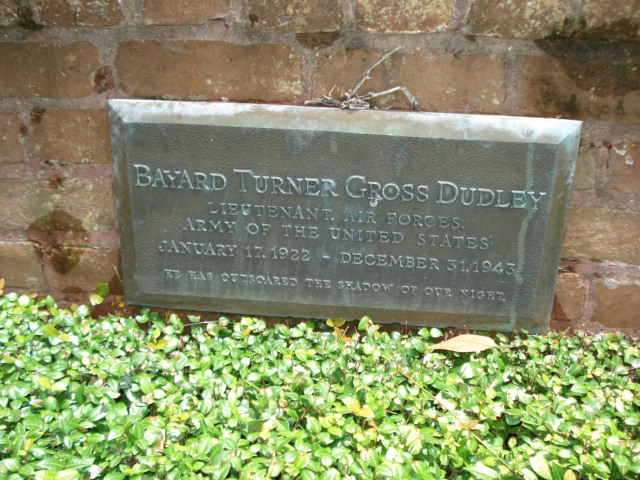 BAYARD TURNER GROSS DUDLEY
LIEUTENANT, AIR FORCES,
ARMY OF THE UNITED STATES
JANUARY 17, 1922 - DECEMBER 31, 1943
HE HAS OUTSOARED THE SHADOW OF OUR NIGHT.